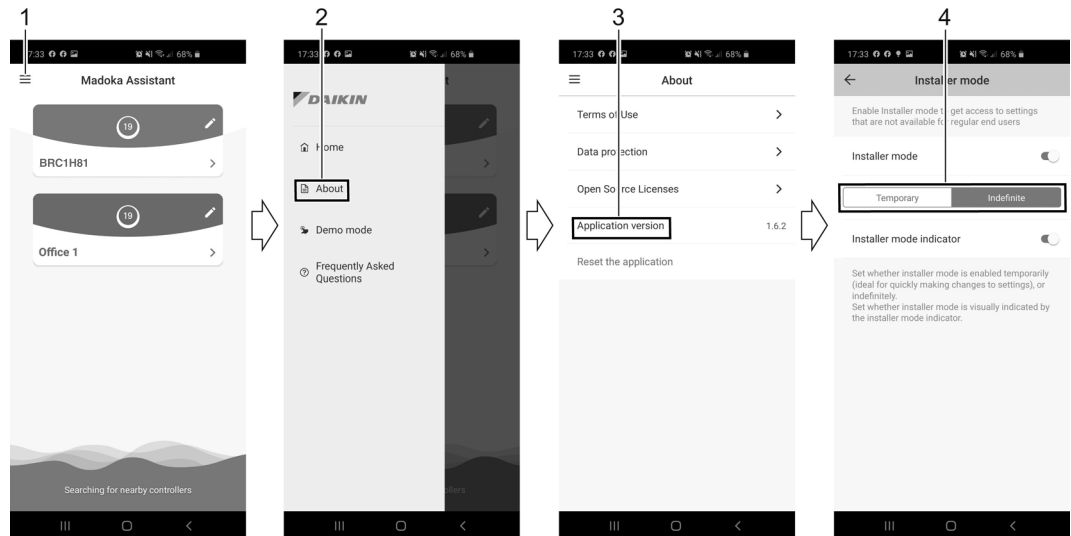 1
17:33 68%
Madoka Assistant
19
BRC1H81
19
Office 1
Searching for nearby controllers
2
17:33 68%
DAIKIN
Home
About
Demo mode
Frequently Asked
Questions
3
17:33 68%
About
Terms of Use
Data protection
Open Source Licenses
Application version 1.6.2
Reset the application
4
17:33 68%
Installer mode
Enable Installer mode to get access to settings
that are not available for regular end users
Installer mode
Temporary Indefinite
Installer mode indicator
Set whether installer mode is enabled temporarily
(ideal for quickly making changes to settings), or
indefinitely.
Set whether installer mode is visually indicated by
the installer mode indicator.